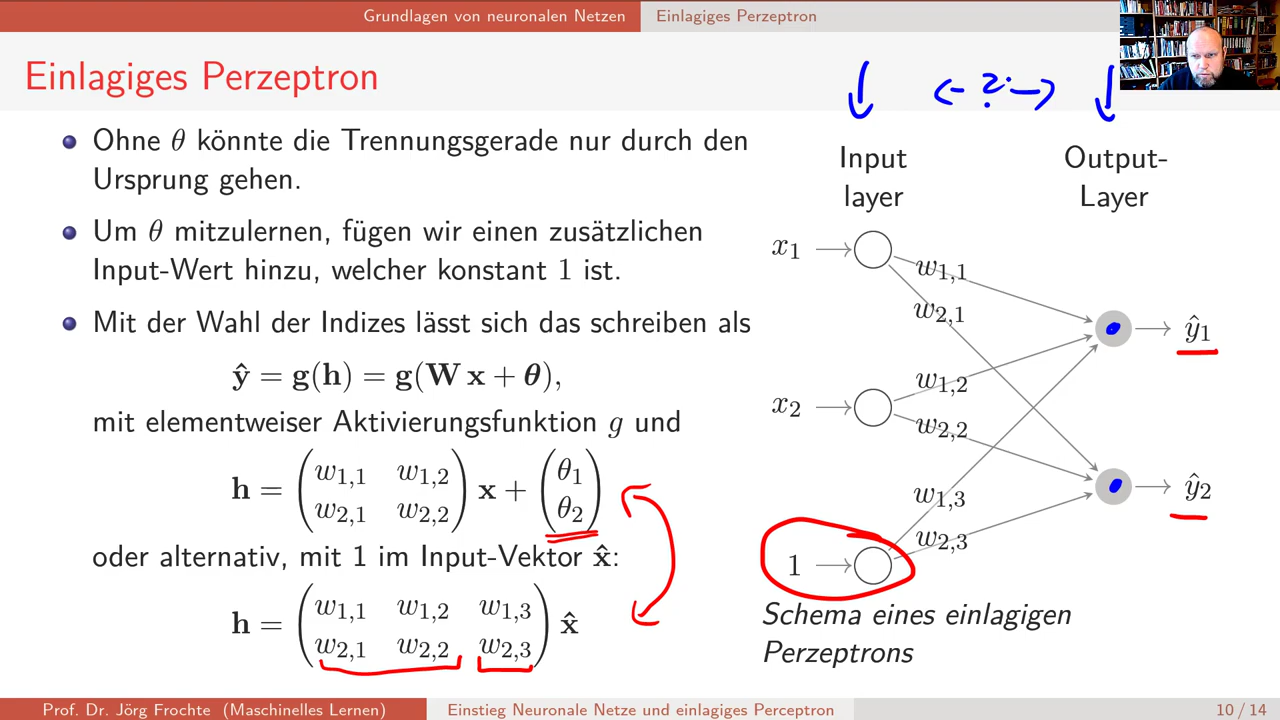 Grundlagen von neuronalen Netzen Einlagiges Perzeptron
Einlagiges Perzeptron
Ohne θ könnte die Trennungsgerade nur durch den
Ursprung gehen.
Um θ mitzulernen, fügen wir einen zusätzlichen
Input-Wert hinzu, welcher konstant 1 ist.
Mit der Wahl der Indizes lässt sich das schreiben als
ŷ = g(h) = g(W x + θ),
mit elementweiser Aktivierungsfunktion g und
h = ( w1,1 w1,2 ) x + ( θ1 )
( w2,1 w2,2 ) ( θ2 )
oder alternativ, mit 1 im Input-Vektor x̂:
h = ( w1,1 w1,2 w1,3 ) x̂
( w2,1 w2,2 w2,3 )
?
Input
layer
Output-
Layer
x1
w1,1
w2,1
ŷ1
x2
w1,2
w2,2
ŷ2
w1,3
w2,3
1
Schema eines einlagigen
Perzeptrons
Prof. Dr. Jörg Frochte (Maschinelles Lernen) Einstieg Neuronale Netze und einlagiges Perceptron 10 / 14